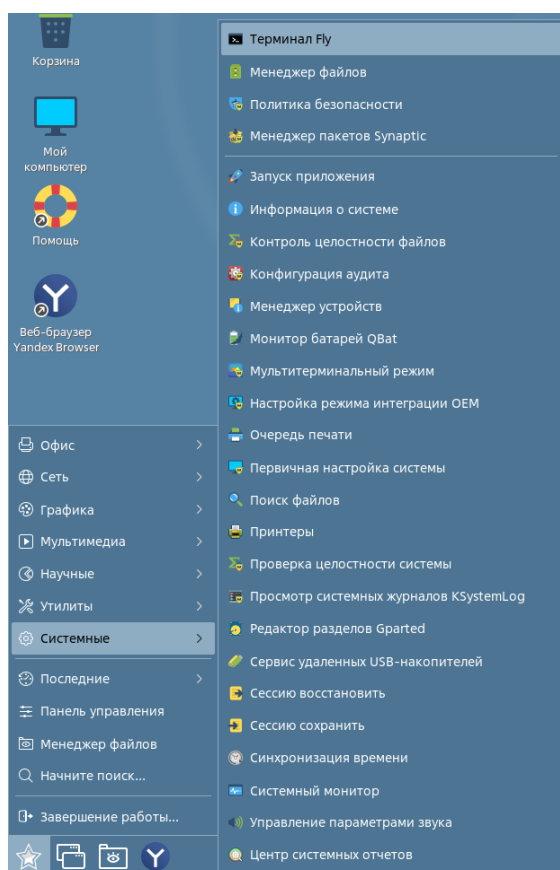 Корзина
Мой
компьютер
Помощь
Веб-браузер
Yandex Browser
Офис
Сеть
Графика
Мультимедиа
Научные
Утилиты
Системные
Последние
Панель управления
Менеджер файлов
Начните поиск...
Завершение работы...
Терминал Fly
Менеджер файлов
Политика безопасности
Менеджер пакетов Synaptic
Запуск приложения
Информация о системе
Контроль целостности файлов
Конфигурация аудита
Менеджер устройств
Монитор батарей QBat
Мультитерминальный режим
Настройка режима интеграции OEM
Очередь печати
Первичная настройка системы
Поиск файлов
Принтеры
Проверка целостности системы
Просмотр системных журналов KSystemLog
Редактор разделов Gparted
Сервис удаленных USB-накопителей
Сессию восстановить
Сессию сохранить
Синхронизация времени
Системный монитор
Управление параметрами звука
Центр системных отчетов